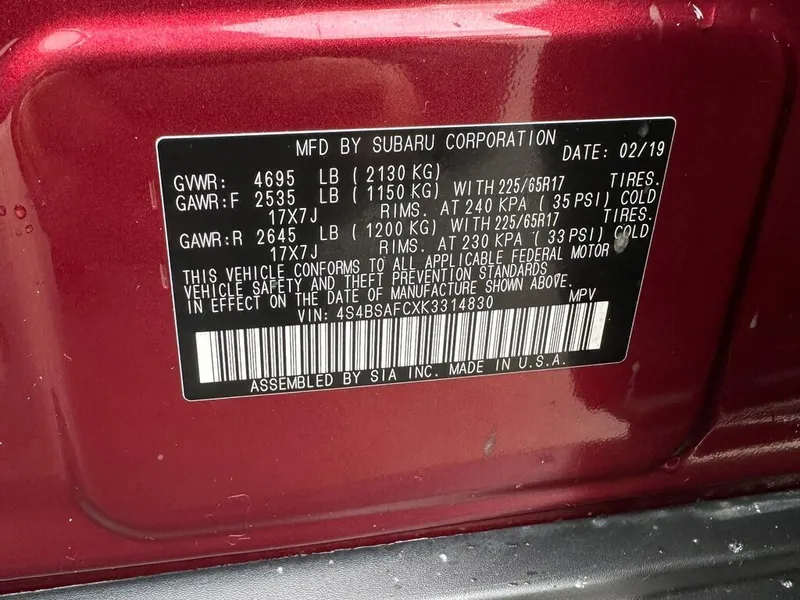 MFD BY SUBARU CORPORATION DATE: 02/19
GVWR: 4695 LB ( 2130 KG)
GAWR:F 2535 LB ( 1150 KG) WITH 225/65R17 TIRES.
17X7J RIMS. AT 240 KPA ( 35 PSI) COLD
GAWR:R 2645 LB ( 1200 KG) WITH 225/65R17 TIRES.
17X7J RIMS. AT 230 KPA ( 33 PSI) COLD
THIS VEHICLE CONFORMS TO ALL APPLICABLE FEDERAL MOTOR
VEHICLE SAFETY AND THEFT PREVENTION STANDARDS
IN EFFECT ON THE DATE OF MANUFACTURE SHOWN ABOVE.
VIN: 4S4BSAFCXK3314830 MPV
ASSEMBLED BY SIA INC. MADE IN U.S.A.